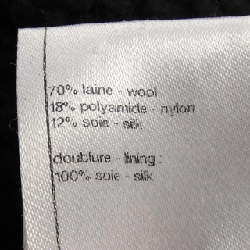 70% laine - wool
18% polyamide - nylon
12% soie - silk
doublure - lining :
100% soie - silk